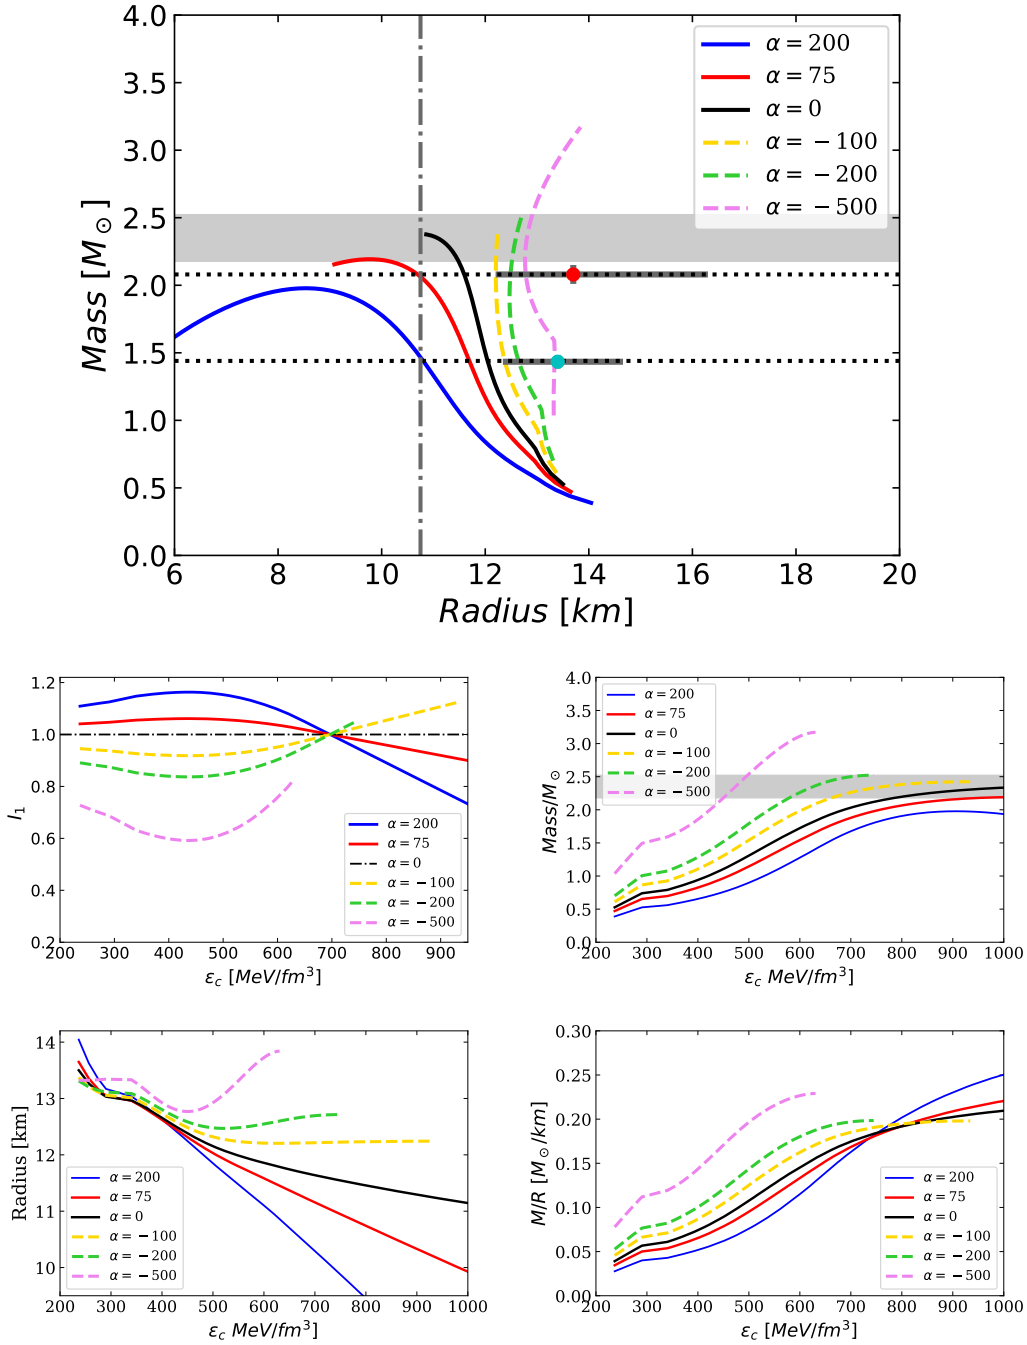 4.0
3.5
3.0
2.5
2.0
1.5
1.0
0.5
0.0
Mass [M⊙]
6 8 10 12 14 16 18 20
Radius [km]
α = 200
α = 75
α = 0
α = −100
α = −200
α = −500
1.2
1.0
0.8
0.6
0.4
0.2
I₁
200 300 400 500 600 700 800 900
ε_c [MeV/fm³]
α = 200
α = 75
α = 0
α = −100
α = −200
α = −500
4.0
3.5
3.0
2.5
2.0
1.5
1.0
0.5
0.0
Mass/M⊙
200 300 400 500 600 700 800 900 1000
ε_c [MeV/fm³]
α = 200
α = 75
α = 0
α = −100
α = −200
α = −500
14
13
12
11
10
Radius [km]
200 300 400 500 600 700 800 900 1000
ε_c MeV/fm³]
α = 200
α = 75
α = 0
α = −100
α = −200
α = −500
0.30
0.25
0.20
0.15
0.10
0.05
0.00
M/R [M⊙/km]
200 300 400 500 600 700 800 900 1000
ε_c [MeV/fm³]
α = 200
α = 75
α = 0
α = −100
α = −200
α = −500